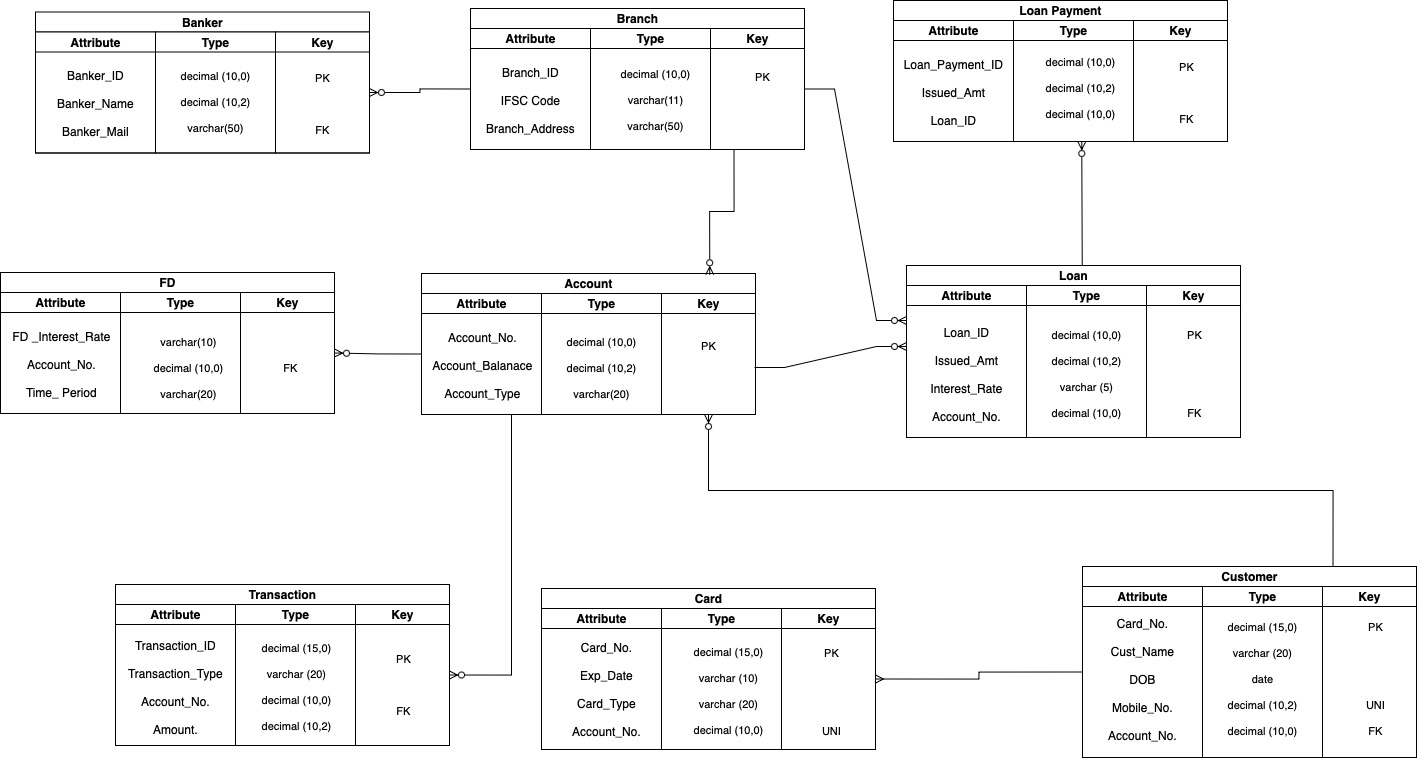 Banker
Attribute Type Key
Banker_ID decimal (10,0) PK
Banker_Name decimal (10,2)
Banker_Mail varchar(50) FK
Branch
Attribute Type Key
Branch_ID decimal (10,0) PK
IFSC Code varchar(11)
Branch_Address varchar(50)
Loan Payment
Attribute Type Key
Loan_Payment_ID decimal (10,0) PK
Issued_Amt decimal (10,2)
Loan_ID decimal (10,0) FK
FD
Attribute Type Key
FD _Interest_Rate varchar(10)
Account_No. decimal (10,0) FK
Time_ Period varchar(20)
Account
Attribute Type Key
Account_No. decimal (10,0) PK
Account_Balanace decimal (10,2)
Account_Type varchar(20)
Loan
Attribute Type Key
Loan_ID decimal (10,0) PK
Issued_Amt decimal (10,2)
Interest_Rate varchar (5)
Account_No. decimal (10,0) FK
Transaction
Attribute Type Key
Transaction_ID decimal (15,0) PK
Transaction_Type varchar (20)
Account_No. decimal (10,0) FK
Amount. decimal (10,2)
Card
Attribute Type Key
Card_No. decimal (15,0) PK
Exp_Date varchar (10)
Card_Type varchar (20)
Account_No. decimal (10,0) UNI
Customer
Attribute Type Key
Card_No. decimal (15,0) PK
Cust_Name varchar (20)
DOB date
Mobile_No. decimal (10,2) UNI
Account_No. decimal (10,0) FK